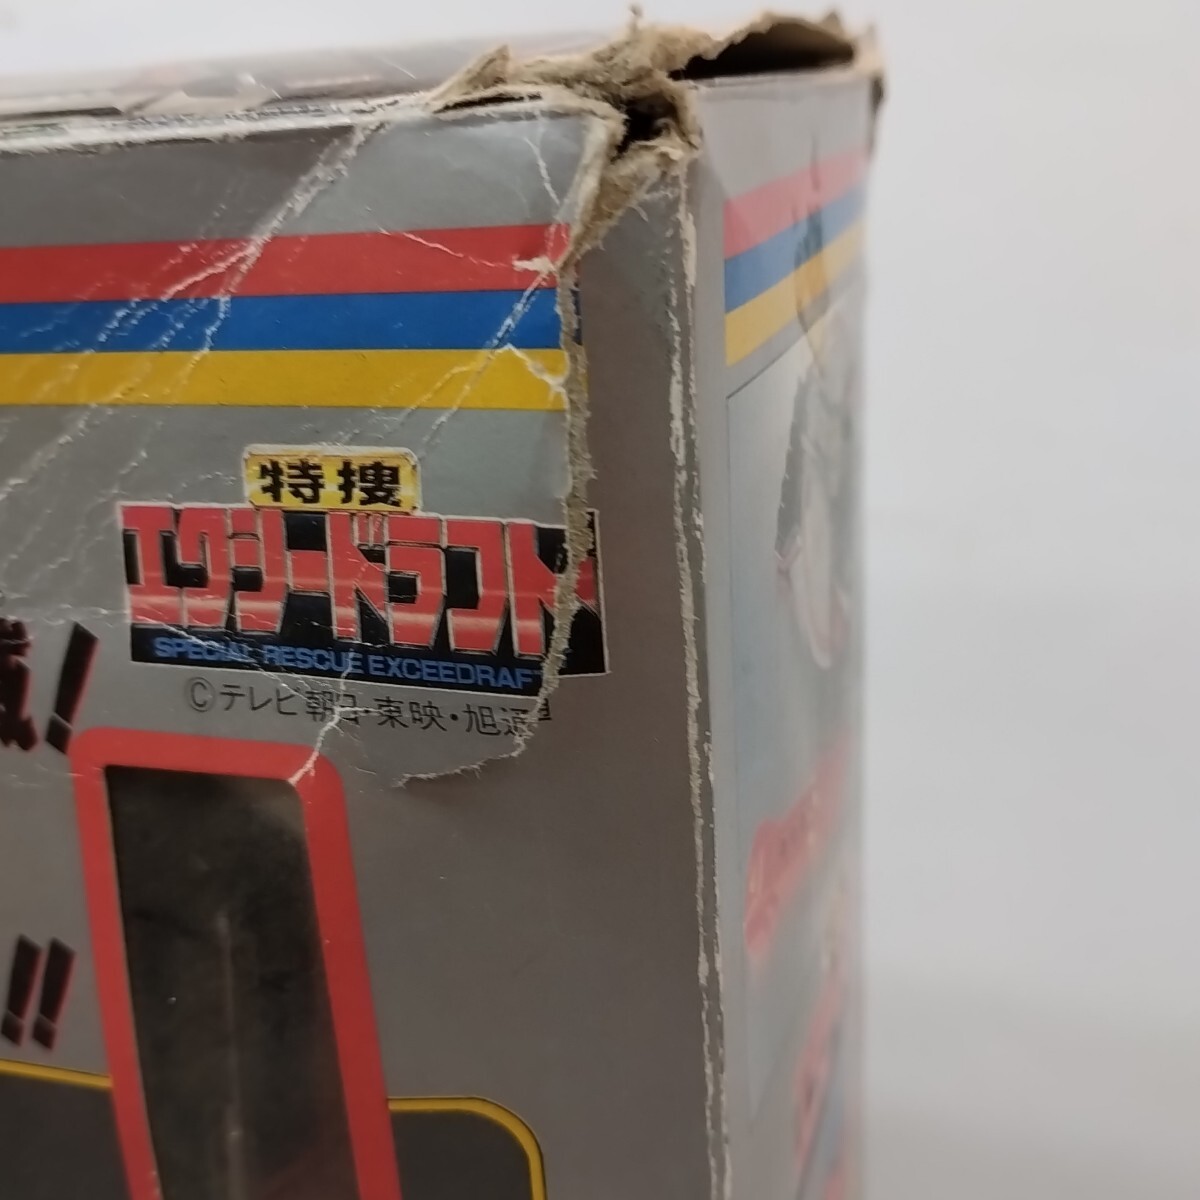 特捜
エクシードラフト
SPECIAL RESCUE EXCEEDRAFT
©テレビ朝日・東映・旭通
!
!!